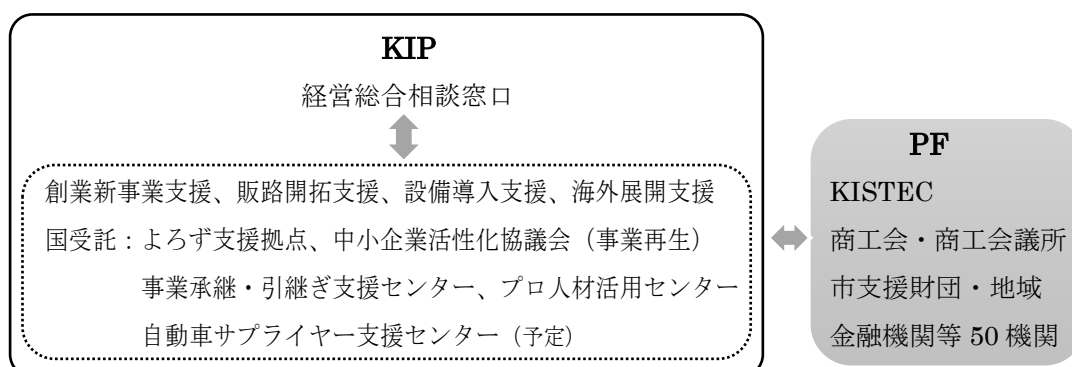 KIP
経営総合相談窓口
創業新事業支援、販路開拓支援、設備導入支援、海外展開支援
国受託：よろず支援拠点、中小企業活性化協議会（事業再生）
事業承継・引継ぎ支援センター、プロ人材活用センター
自動車サプライヤー支援センター（予定）
PF
KISTEC
商工会・商工会議所
市支援財団・地域
金融機関等 50 機関